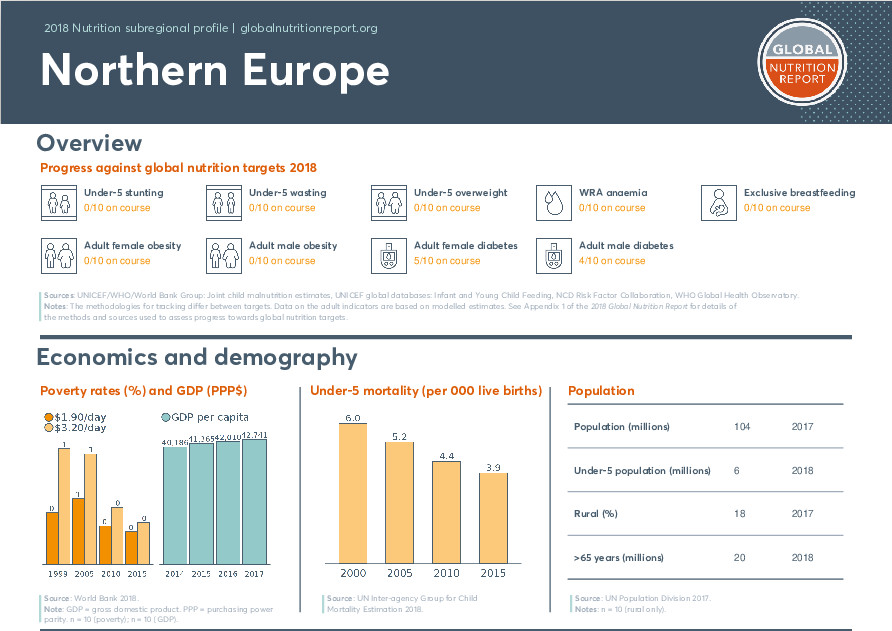 2018 Nutrition subregional profile | globalnutritionreport.org
Northern Europe
GLOBAL
NUTRITION
REPORT
Overview
Progress against global nutrition targets 2018
Under-5 stunting
0/10 on course
Under-5 wasting
0/10 on course
Under-5 overweight
0/10 on course
WRA anaemia
0/10 on course
Exclusive breastfeeding
0/10 on course
Adult female obesity
0/10 on course
Adult male obesity
0/10 on course
Adult female diabetes
5/10 on course
Adult male diabetes
4/10 on course
Sources: UNICEF/WHO/World Bank Group: Joint child malnutrition estimates, UNICEF global databases: Infant and Young Child Feeding, NCD Risk Factor Collaboration, WHO Global Health Observatory.
Notes: The methodologies for tracking differ between targets. Data on the adult indicators are based on modelled estimates. See Appendix 1 of the 2018 Global Nutrition Report for details of
the methods and sources used to assess progress towards global nutrition targets.
Economics and demography
Poverty rates (%) and GDP (PPP$)
$1.90/day
$3.20/day
GDP per capita
0 1 1 1 0 0 0 0
1999 2005 2010 2015
40,186 41,365 42,010 42,741
2014 2015 2016 2017
Source: World Bank 2018.
Note: GDP = gross domestic product. PPP = purchasing power
parity. n = 10 (poverty); n = 10 (GDP).
Under-5 mortality (per 000 live births)
6.0
5.2
4.4
3.9
2000 2005 2010 2015
Source: UN Inter-agency Group for Child
Mortality Estimation 2018.
Population
Population (millions) 104 2017
Under-5 population (millions) 6 2018
Rural (%) 18 2017
>65 years (millions) 20 2018
Source: UN Population Division 2017.
Notes: n = 10 (rural only).